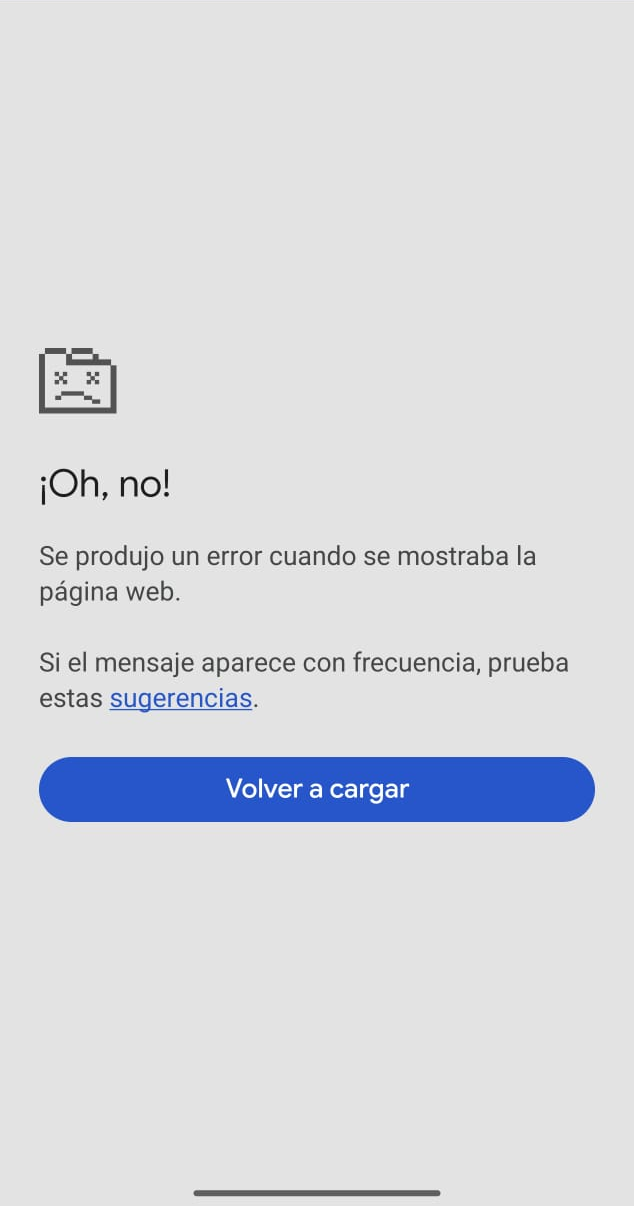 ¡Oh, no!
Se produjo un error cuando se mostraba la
página web.
Si el mensaje aparece con frecuencia, prueba
estas sugerencias.
Volver a cargar